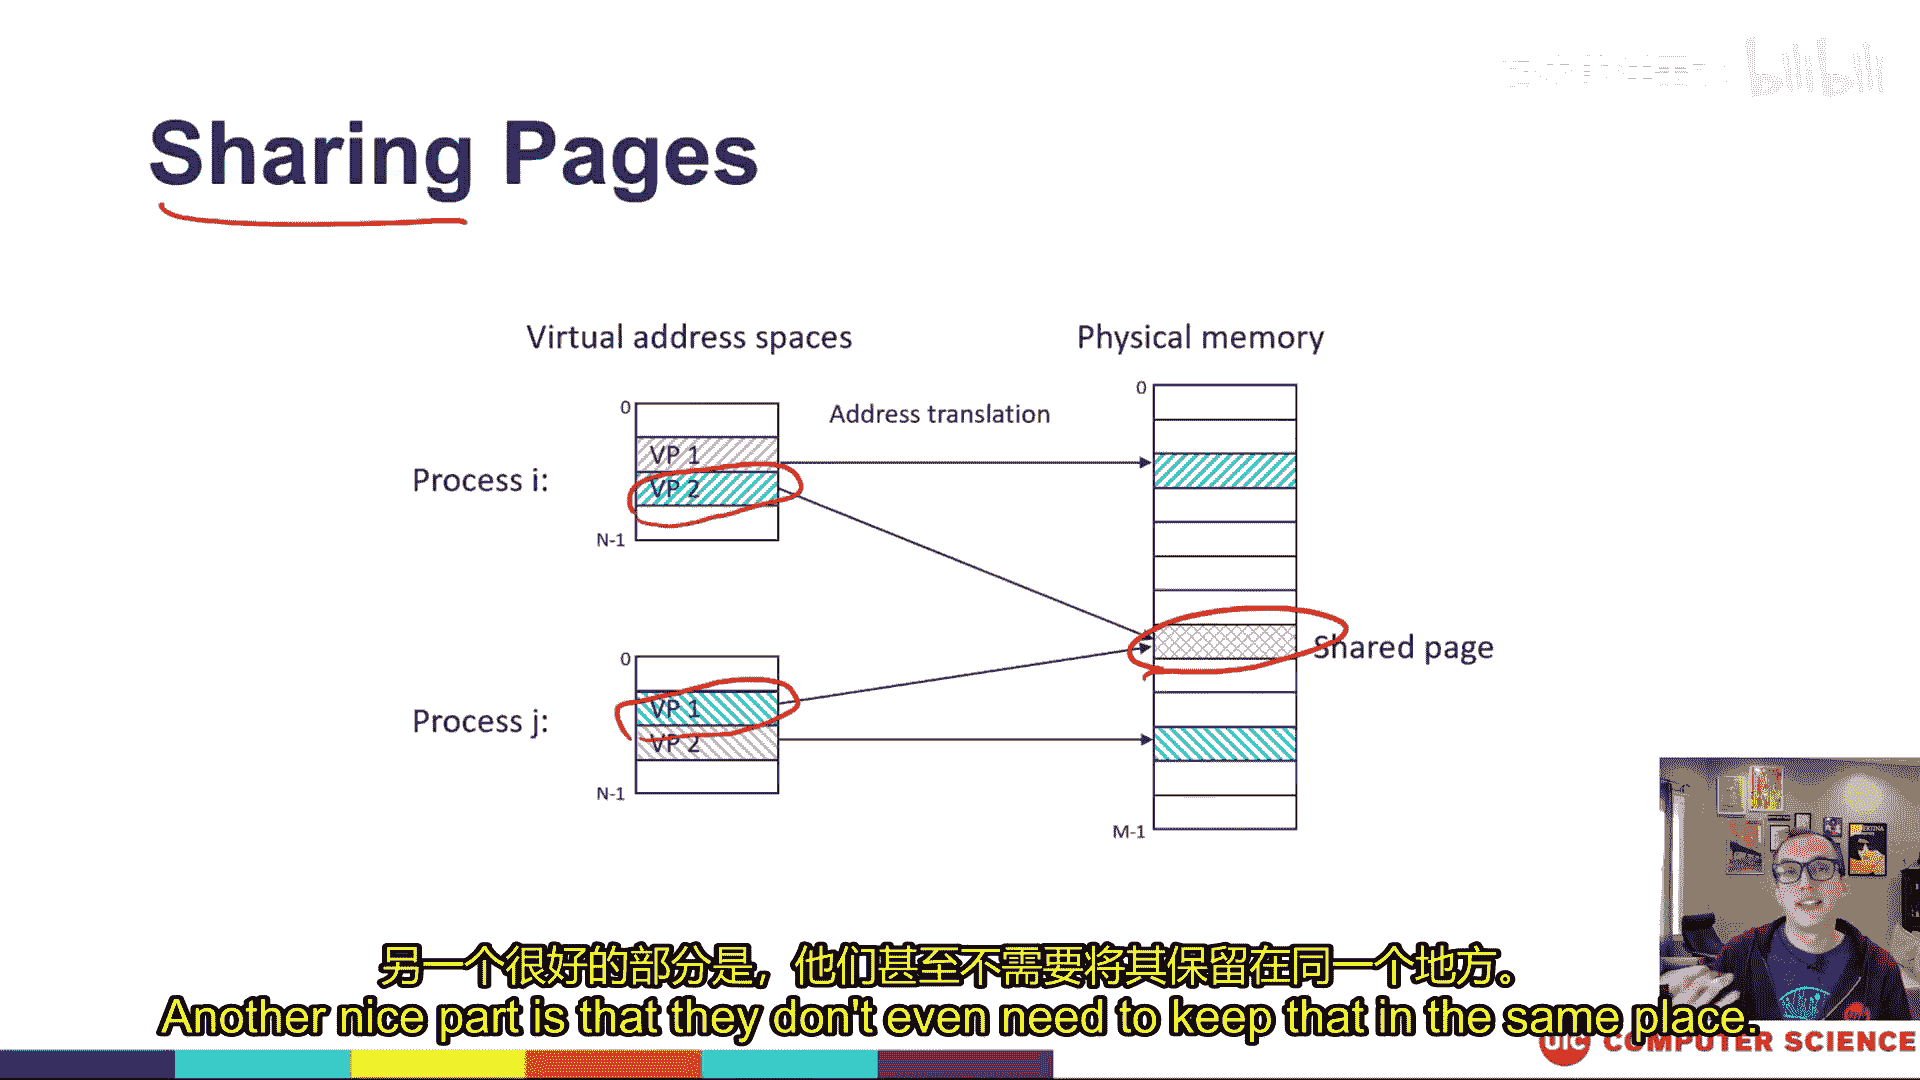 bilibili
Sharing Pages
Virtual address spaces
Physical memory
0
0
Address translation
VP 1
Process i:
VP 2
N-1
Shared page
0
VP 1
Process j:
VP 2
N-1
M-1
另一个很好的部分是，他们甚至不需要将其保留在同一个地方。
Another nice part is that they don't even need to keep that in the same place.
UIC COMPUTER SCIENCE